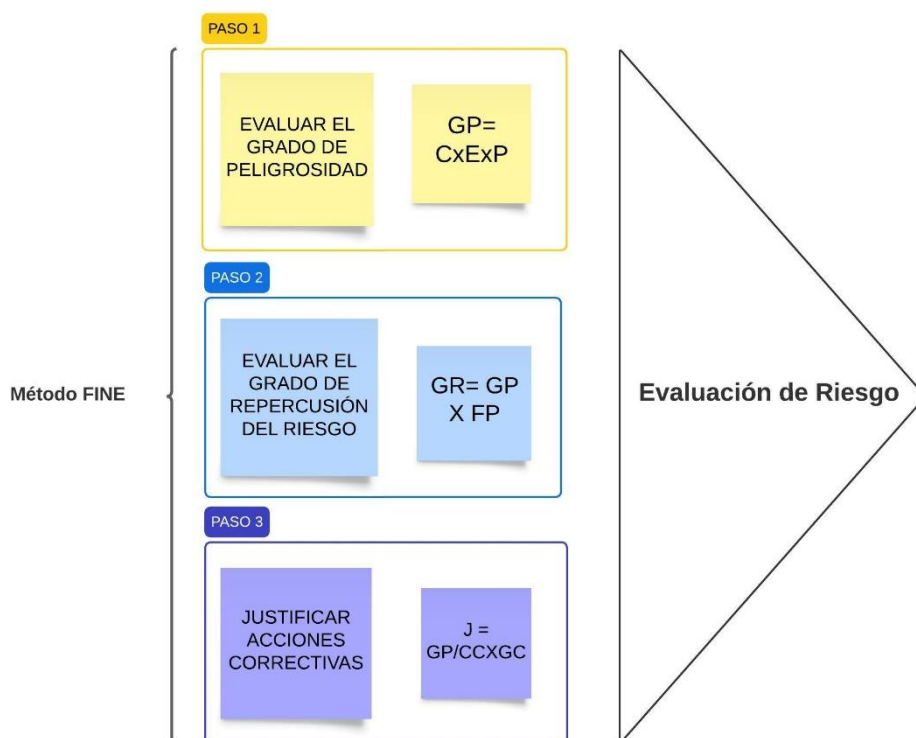 PASO 1
EVALUAR EL
GRADO DE
PELIGROSIDAD
GP=
CxExP
PASO 2
EVALUAR EL
GRADO DE
REPERCUSIÓN
DEL RIESGO
GR= GP
X FP
Método FINE
Evaluación de Riesgo
PASO 3
JUSTIFICAR
ACCIONES
CORRECTIVAS
J =
GP/CCXGC